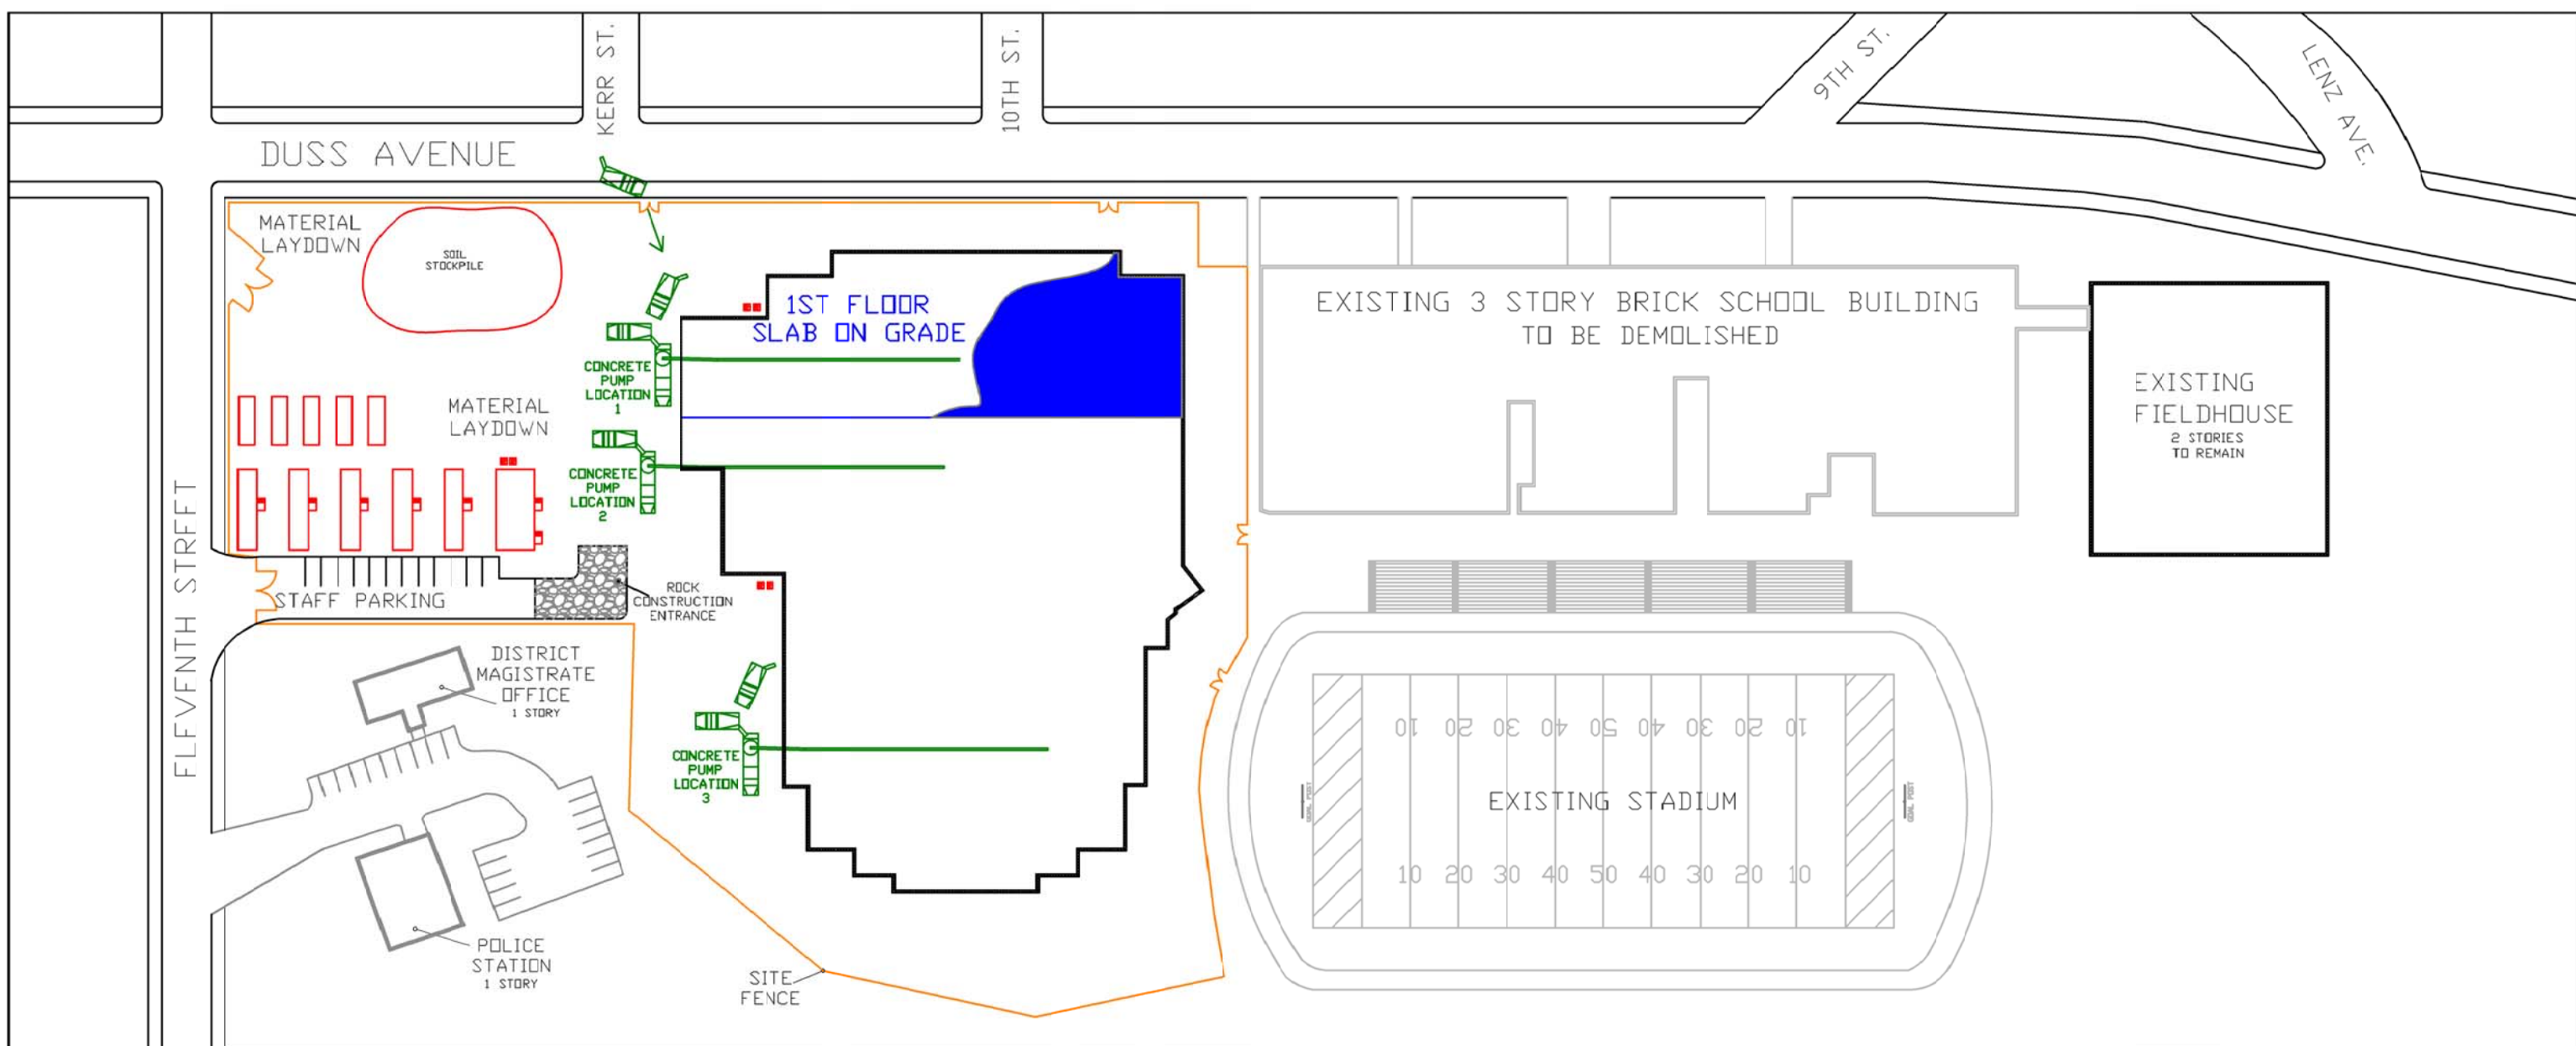 KERR ST.
10TH ST.
9TH ST.
LENZ AVE.
DUSS AVENUE
MATERIAL
LAYDOWN
SOIL
STOCKPILE
1ST FLOOR
SLAB ON GRADE
EXISTING 3 STORY BRICK SCHOOL BUILDING
TO BE DEMOLISHED
EXISTING
FIELDHOUSE
2 STORIES
TO REMAIN
CONCRETE
PUMP
LOCATION
1
MATERIAL
LAYDOWN
CONCRETE
PUMP
LOCATION
2
ELEVENTH STREET
STAFF PARKING
ROCK
CONSTRUCTION
ENTRANCE
DISTRICT
MAGISTRATE
OFFICE
1 STORY
CONCRETE
PUMP
LOCATION
3
10 20 30 40 50 40 30 20 10
EXISTING STADIUM
GOAL POST
GOAL POST
10 20 30 40 50 40 30 20 10
POLICE
STATION
1 STORY
SITE
FENCE